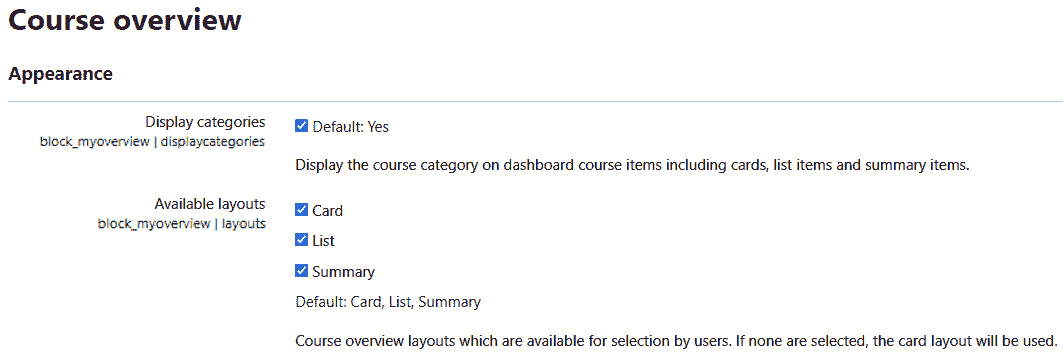 Course overview
Appearance
Display categories
block_myoverview | displaycategories
Default: Yes
Display the course category on dashboard course items including cards, list items and summary items.
Available layouts
block_myoverview | layouts
Card
List
Summary
Default: Card, List, Summary
Course overview layouts which are available for selection by users. If none are selected, the card layout will be used.